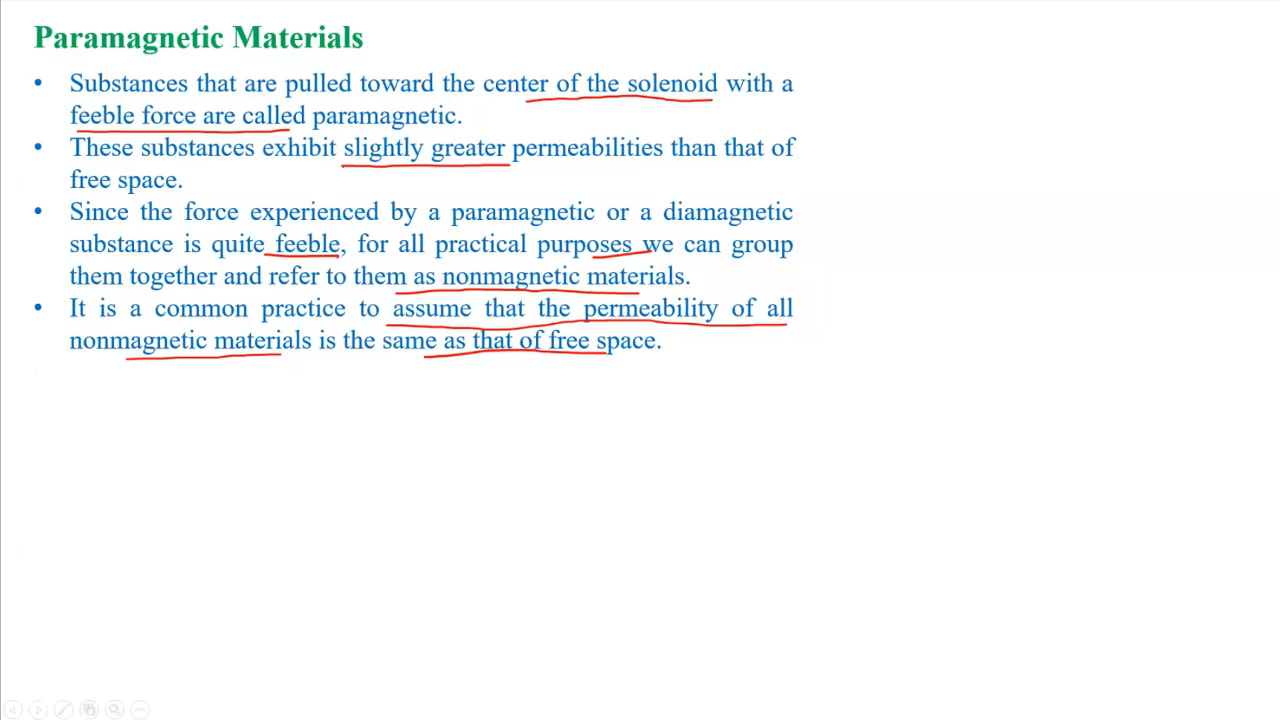 Paramagnetic Materials
• Substances that are pulled toward the center of the solenoid with a
feeble force are called paramagnetic.
• These substances exhibit slightly greater permeabilities than that of
free space.
• Since the force experienced by a paramagnetic or a diamagnetic
substance is quite feeble, for all practical purposes we can group
them together and refer to them as nonmagnetic materials.
• It is a common practice to assume that the permeability of all
nonmagnetic materials is the same as that of free space.